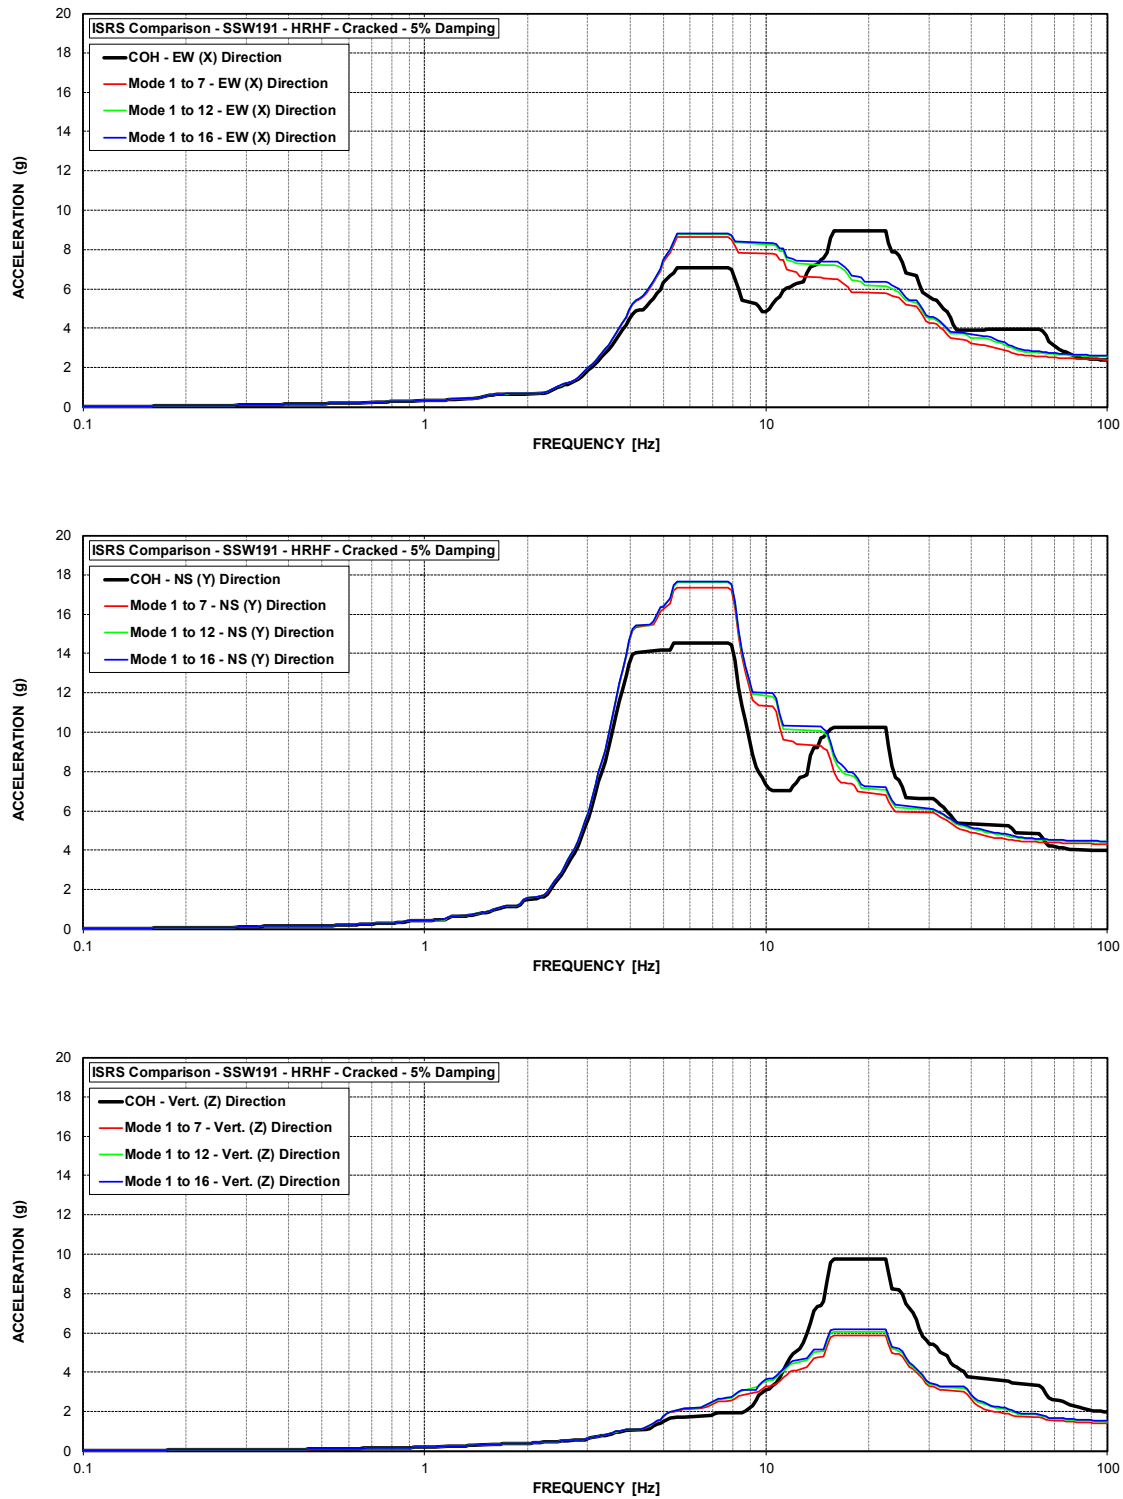 ISRS Comparison - SSW191 - HRHF - Cracked - 5% Damping
COH - EW (X) Direction
Mode 1 to 7 - EW (X) Direction
Mode 1 to 12 - EW (X) Direction
Mode 1 to 16 - EW (X) Direction
ACCELERATION (g)
20
18
16
14
12
10
8
6
4
2
0
0.1
1
10
100
FREQUENCY [Hz]
ISRS Comparison - SSW191 - HRHF - Cracked - 5% Damping
COH - NS (Y) Direction
Mode 1 to 7 - NS (Y) Direction
Mode 1 to 12 - NS (Y) Direction
Mode 1 to 16 - NS (Y) Direction
ACCELERATION (g)
20
18
16
14
12
10
8
6
4
2
0
0.1
1
10
100
FREQUENCY [Hz]
ISRS Comparison - SSW191 - HRHF - Cracked - 5% Damping
COH - Vert. (Z) Direction
Mode 1 to 7 - Vert. (Z) Direction
Mode 1 to 12 - Vert. (Z) Direction
Mode 1 to 16 - Vert. (Z) Direction
ACCELERATION (g)
20
18
16
14
12
10
8
6
4
2
0
0.1
1
10
100
FREQUENCY [Hz]